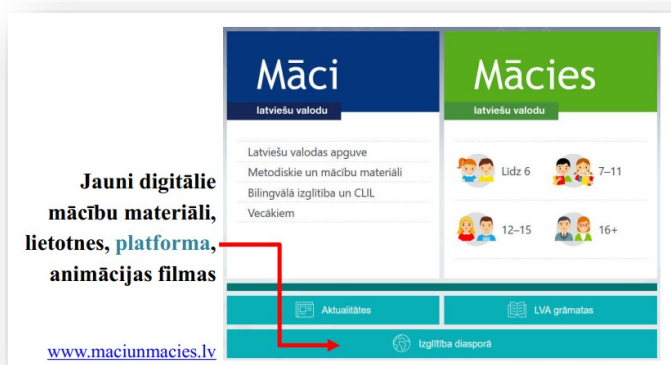 Jauni digitālie
mācību materiāli,
lietotnes, platforma,
animācijas filmas
www.maciunmacies.lv
Māci
latviešu valodu
Latviešu valodas apguve
Metodiskie un mācību materiāli
Bilingvālā izglītība un CLIL
Vecākiem
Mācies
latviešu valodu
Līdz 6
7–11
12–15
16+
Aktualitātes
LVA grāmatas
Izglītība diasporā